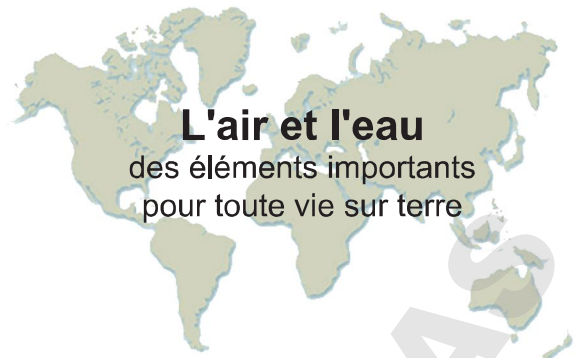 L'air et l'eau
des éléments importants
pour toute vie sur terre